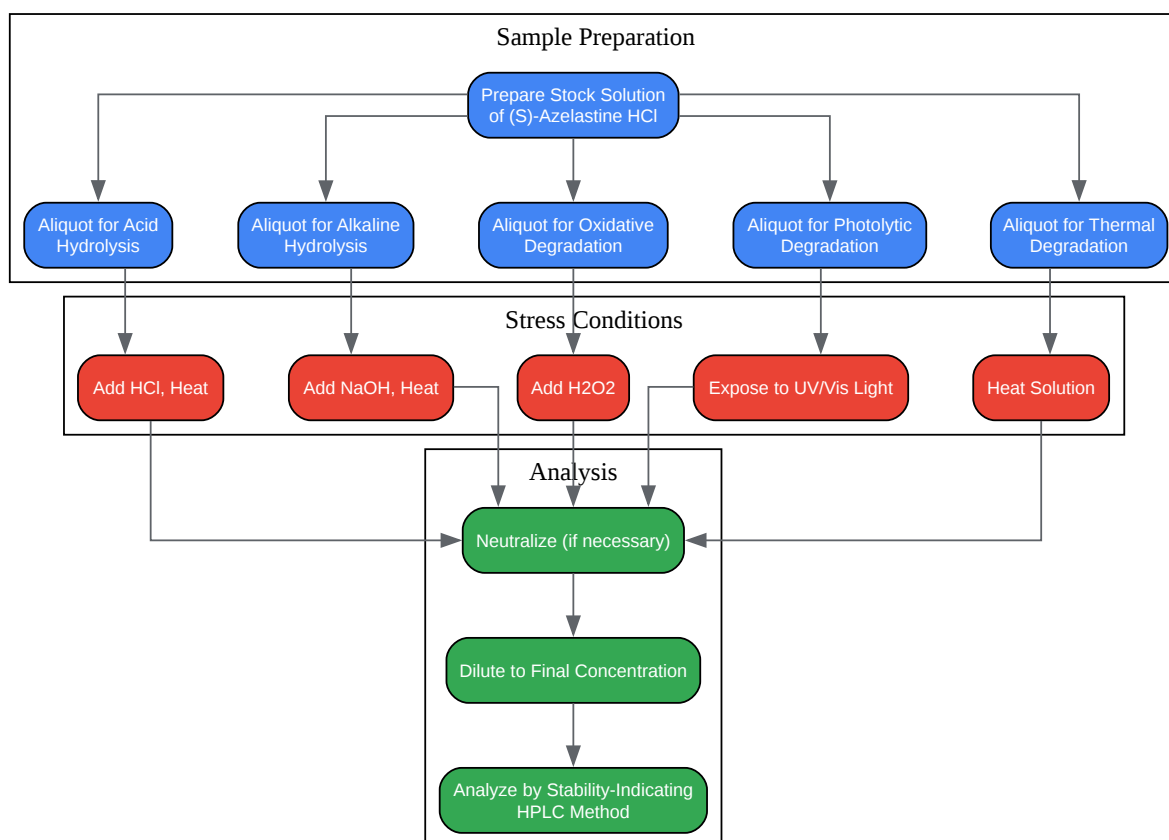 Sample Preparation
Prepare Stock Solution
of (S)-Azelastine HCl
Aliquot for Acid
Hydrolysis
Aliquot for Alkaline
Hydrolysis
Aliquot for Oxidative
Degradation
Aliquot for Photolytic
Degradation
Aliquot for Thermal
Degradation
Stress Conditions
Add HCl, Heat
Add NaOH, Heat
Add H2O2
Expose to UV/Vis Light
Heat Solution
Analysis
Neutralize (if necessary)
Dilute to Final Concentration
Analyze by Stability-Indicating
HPLC Method